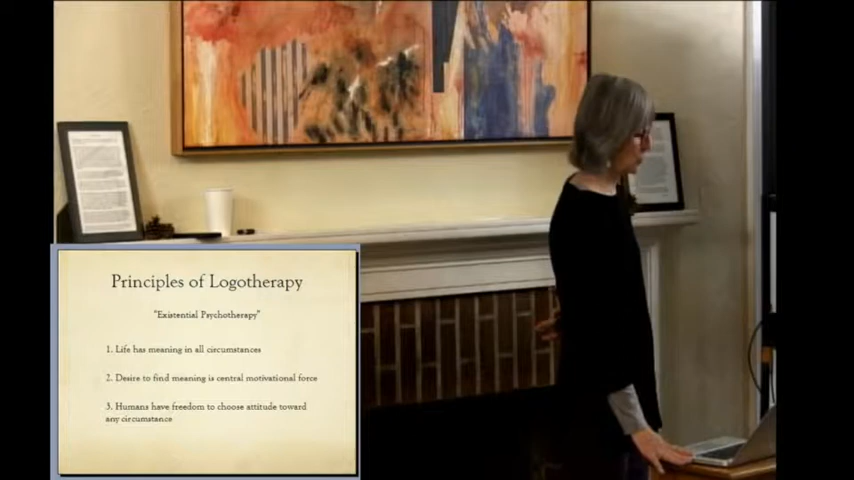 Principles of Logotherapy
"Existential Psychotherapy"
1. Life has meaning in all circumstances
2. Desire to find meaning is central motivational force
3. Humans have freedom to choose attitude toward
any circumstance